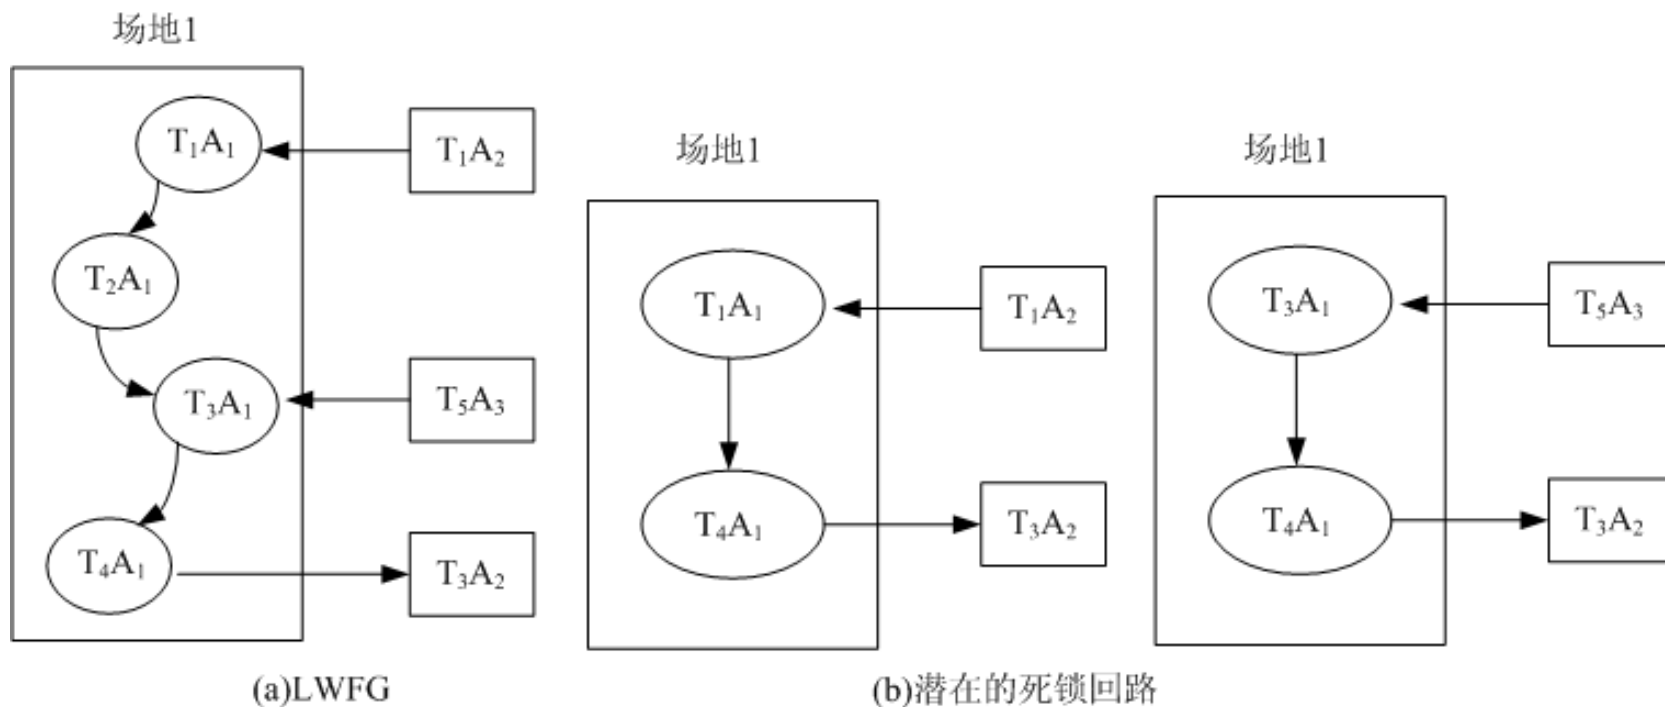 场地1
T₁A₁
T₁A₂
T₂A₁
T₃A₁
T₅A₃
T₄A₁
T₃A₂
(a)LWFG
场地1
T₁A₁
T₁A₂
T₄A₁
T₃A₂
场地1
T₃A₁
T₅A₃
T₄A₁
T₃A₂
(b)潜在的死锁回路